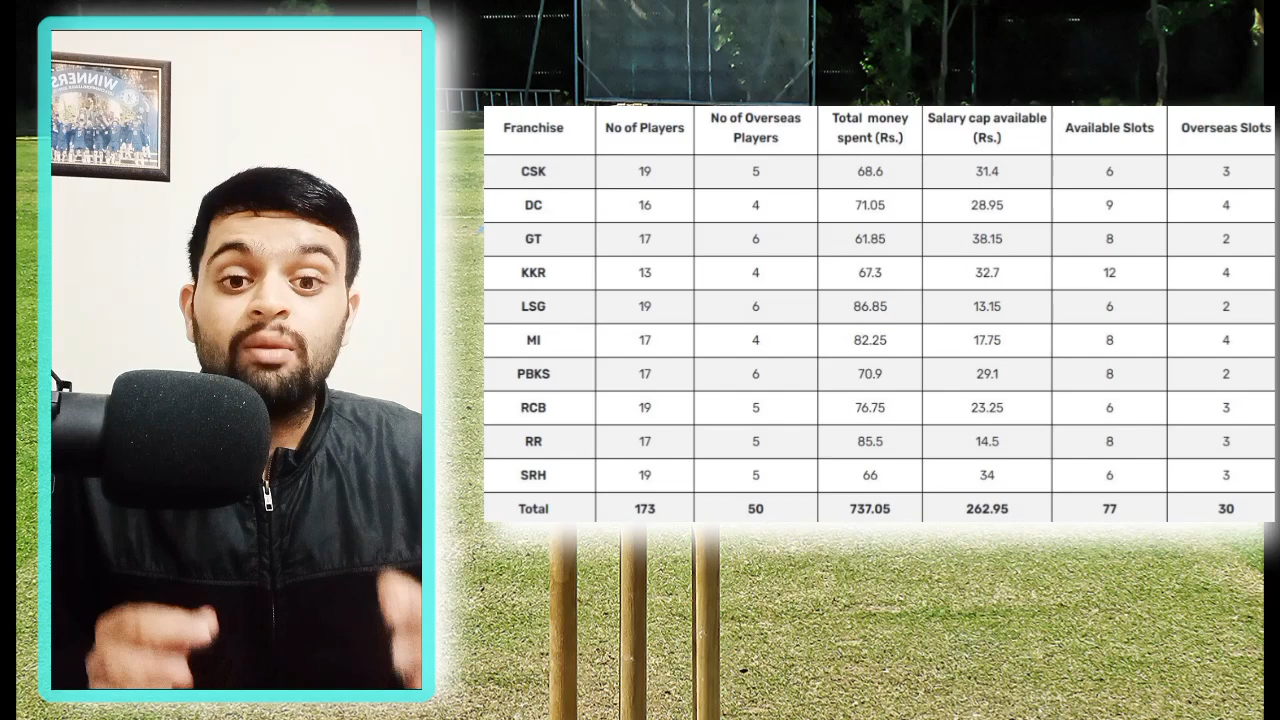 WINNERS
Franchise No of Players No of Overseas Players Total money spent (Rs.) Salary cap available (Rs.) Available Slots Overseas Slots
CSK 19 5 68.6 31.4 6 3
DC 16 4 71.05 28.95 9 4
GT 17 6 61.85 38.15 8 2
KKR 13 4 67.3 32.7 12 4
LSG 19 6 86.85 13.15 6 2
MI 17 4 82.25 17.75 8 4
PBKS 17 6 70.9 29.1 8 2
RCB 19 5 76.75 23.25 6 3
RR 17 5 85.5 14.5 8 3
SRH 19 5 66 34 6 3
Total 173 50 737.05 262.95 77 30